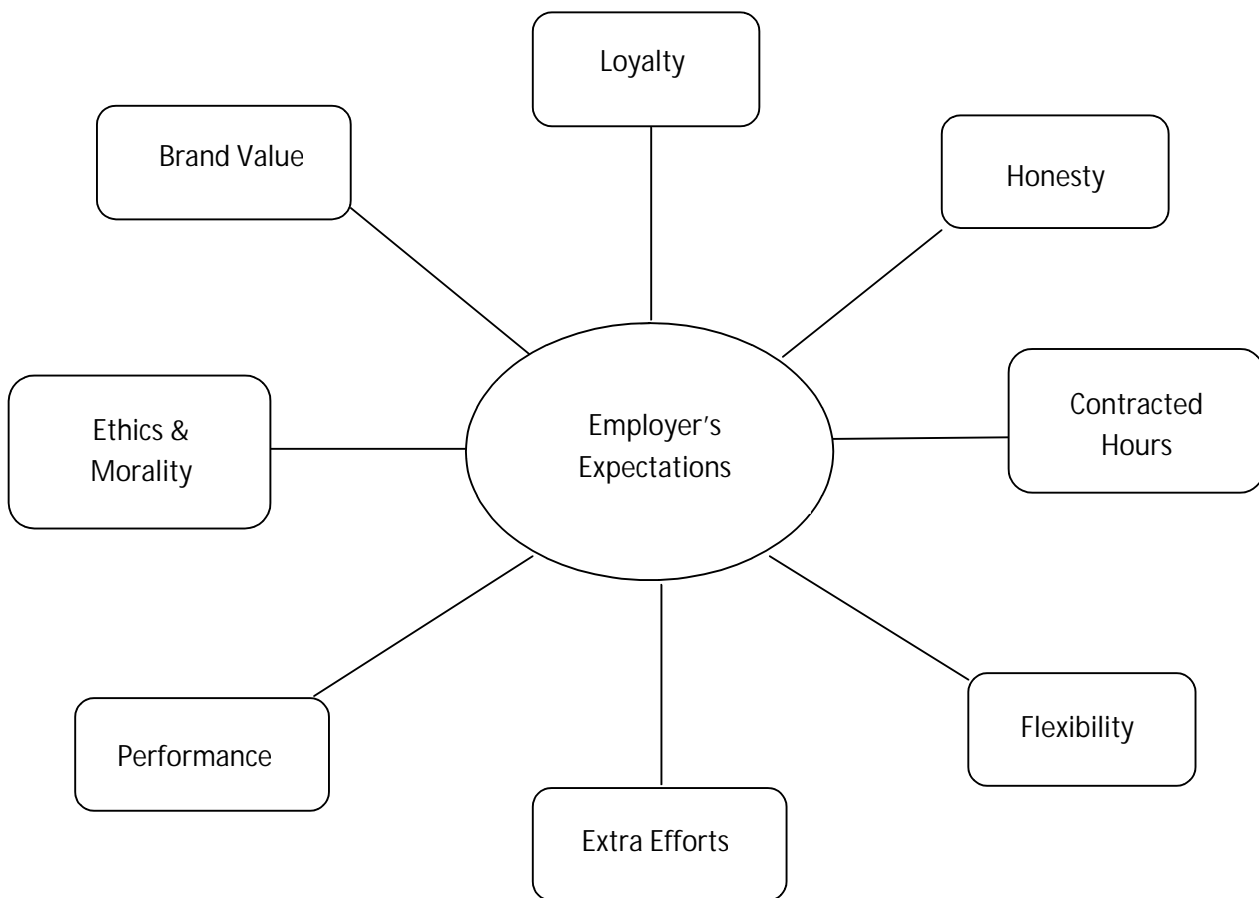 Loyalty
Brand Value
Honesty
Employer's
Expectations
Contracted
Hours
Ethics &
Morality
Performance
Flexibility
Extra Efforts